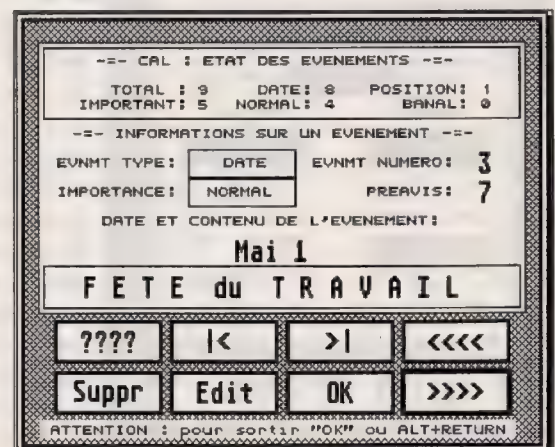 -=- CAL : ETAT DES EVENEMENTS -=-
TOTAL : 9 DATE: 8 POSITION: 1
IMPORTANT: 5 NORMAL: 4 BANAL: 0
-=- INFORMATIONS SUR UN EVENEMENT -=-
EVNMT TYPE: DATE EVNMT NUMERO: 3
IMPORTANCE: NORMAL PREAVIS: 7
DATE ET CONTENU DE L'EVENEMENT:
Mai 1
FETE du TRAVAIL
???? |< >| <<<<
Suppr Edit OK >>>>
ATTENTION : pour sortir "OK" ou ALT+RETURN